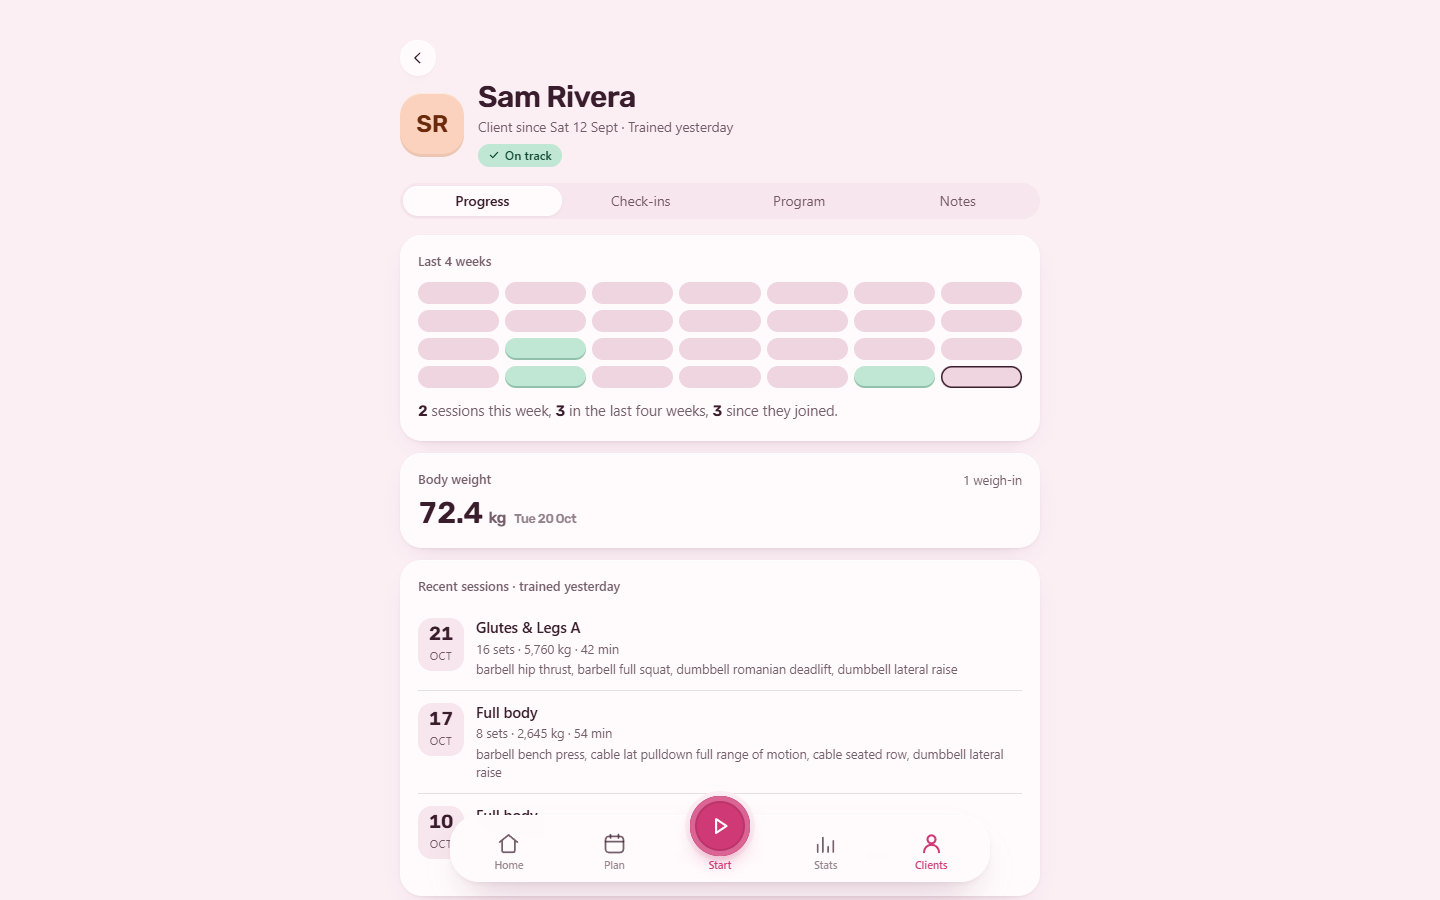 Sam Rivera
SR
Client since Sat 12 Sept · Trained yesterday
On track
Progress
Check-ins
Program
Notes
Last 4 weeks
2 sessions this week, 3 in the last four weeks, 3 since they joined.
Body weight
1 weigh-in
72.4 kg Tue 20 Oct
Recent sessions · trained yesterday
21
OCT
Glutes & Legs A
16 sets · 5,760 kg · 42 min
barbell hip thrust, barbell full squat, dumbbell romanian deadlift, dumbbell lateral raise
17
OCT
Full body
8 sets · 2,645 kg · 54 min
barbell bench press, cable lat pulldown full range of motion, cable seated row, dumbbell lateral
raise
10
OCT
Full body
Home
Plan
Start
Stats
Clients